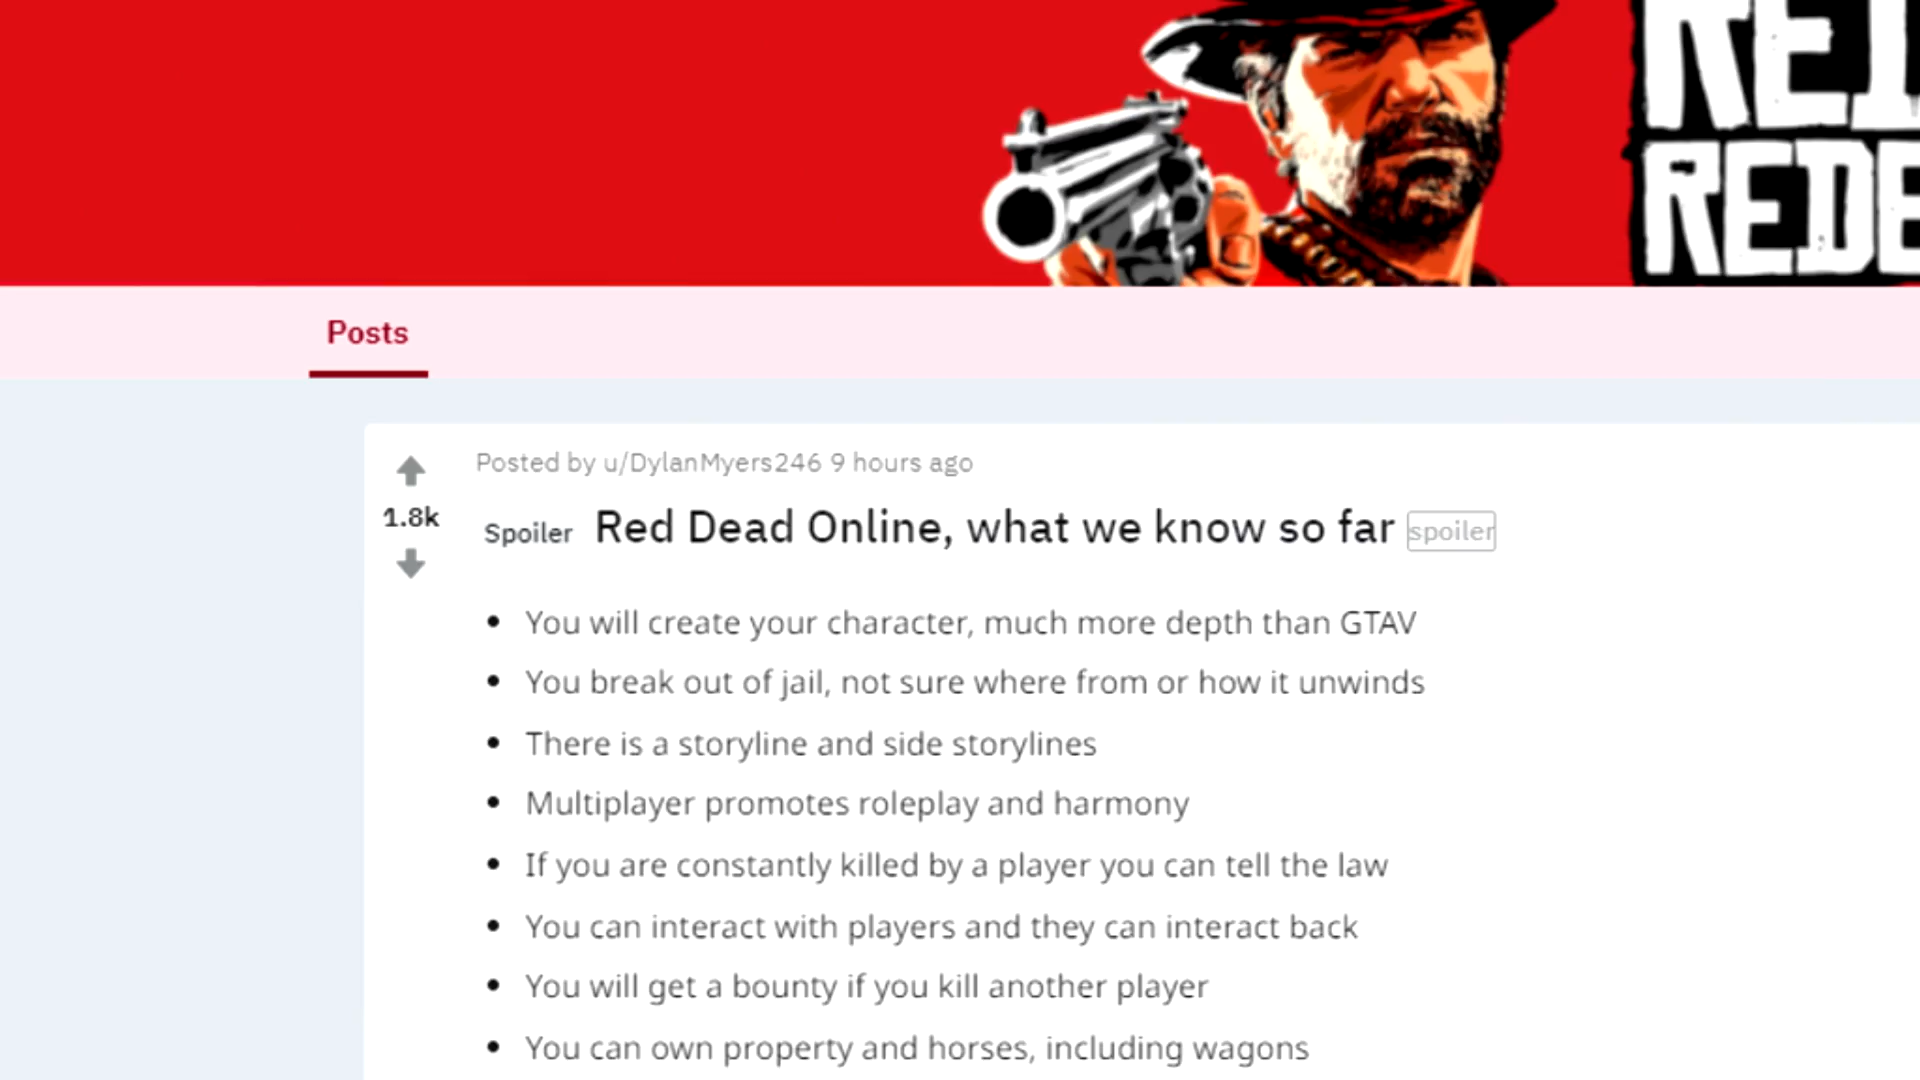 RED
REDE
Posts
Posted by u/DylanMyers246 9 hours ago
1.8k
Spoiler Red Dead Online, what we know so far spoiler
• You will create your character, much more depth than GTAV
• You break out of jail, not sure where from or how it unwinds
• There is a storyline and side storylines
• Multiplayer promotes roleplay and harmony
• If you are constantly killed by a player you can tell the law
• You can interact with players and they can interact back
• You will get a bounty if you kill another player
• You can own property and horses, including wagons